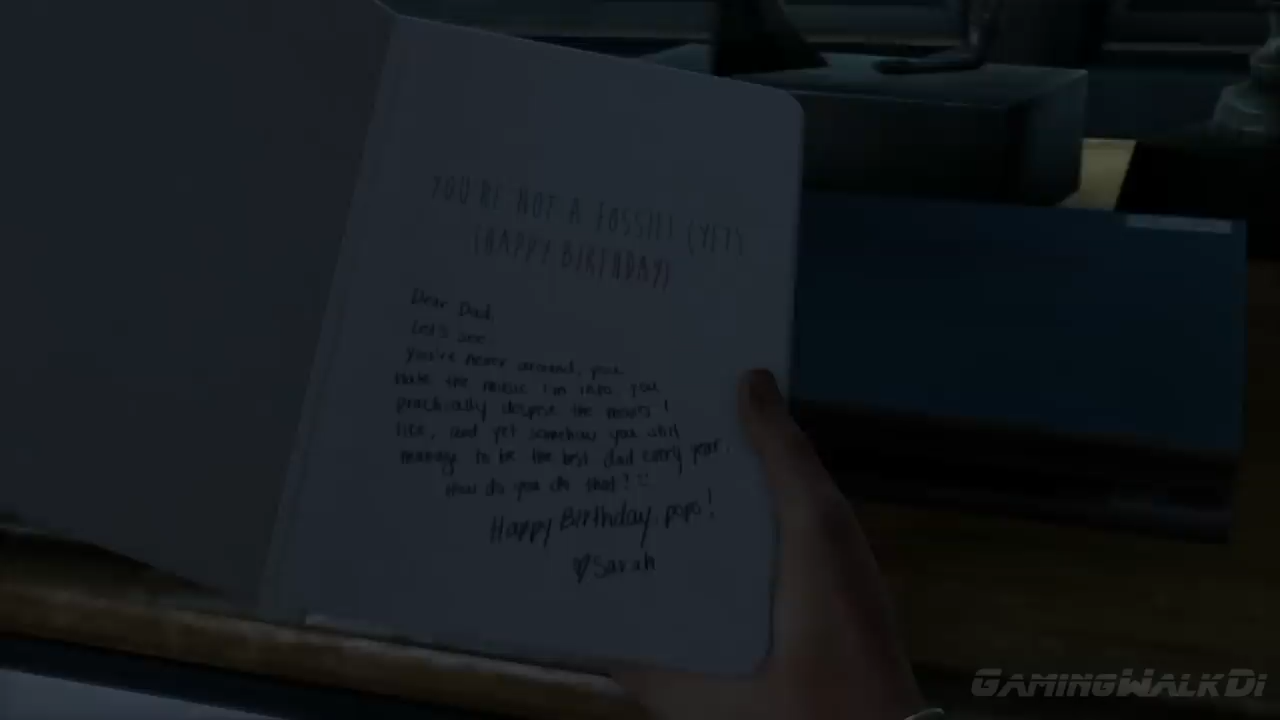 YOU'RE NOT A FOSSIL! (YET)
HAPPY BIRTHDAY!
Dear Dad,
Let's see...
you're never around, you
hate the music I'm into, you
practically despise the movies I
like, and yet somehow you still
manage to be the best dad every year.
How do you do that? :)
Happy Birthday, papa!
♡ Sarah
GamingWalkDi